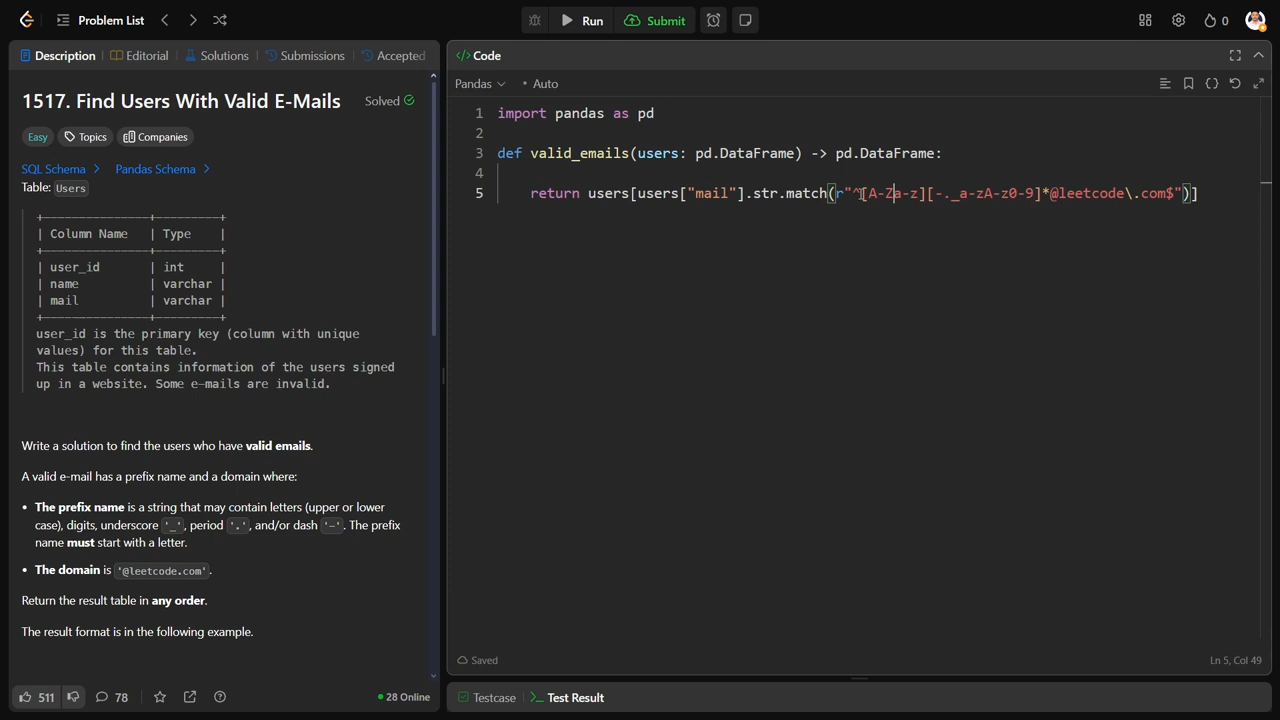 Problem List
Run
Submit
0
Description
Editorial
Solutions
Submissions
Accepted
Code
Pandas
• Auto
1517. Find Users With Valid E-Mails
Solved
Easy
Topics
Companies
SQL Schema >
Pandas Schema >
Table: Users
+---------------+---------+
| Column Name | Type |
+---------------+---------+
| user_id | int |
| name | varchar |
| mail | varchar |
+---------------+---------+
user_id is the primary key (column with unique
values) for this table.
This table contains information of the users signed
up in a website. Some e-mails are invalid.
Write a solution to find the users who have valid emails.
A valid e-mail has a prefix name and a domain where:
• The prefix name is a string that may contain letters (upper or lower
case), digits, underscore '_', period '.', and/or dash '-'. The prefix
name must start with a letter.
• The domain is '@leetcode.com'.
Return the result table in any order.
The result format is in the following example.
511
78
28 Online
1 import pandas as pd
2
3 def valid_emails(users: pd.DataFrame) -> pd.DataFrame:
4
5 return users[users["mail"].str.match(r"^[A-Za-z][-._a-zA-z0-9]*@leetcode\.com$")]
Saved
Ln 5, Col 49
Testcase
Test Result